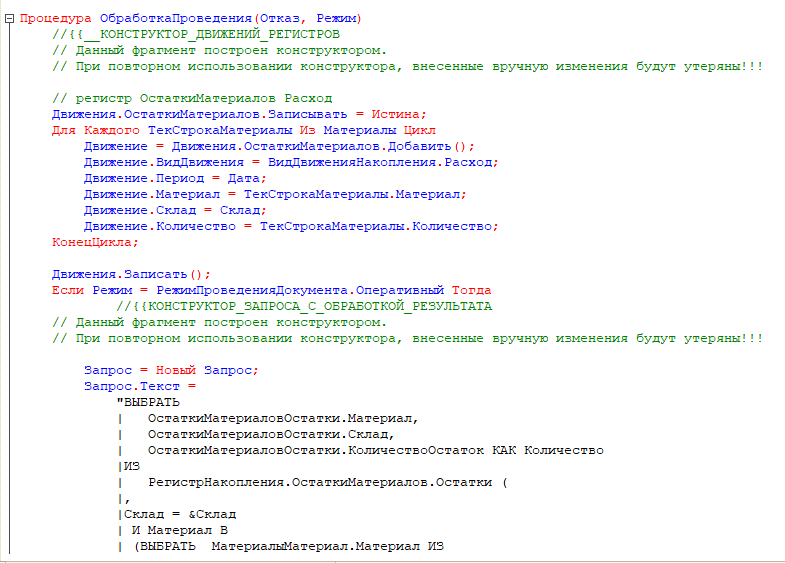 Процедура ОбработкаПроведения(Отказ, Режим)
//{{__КОНСТРУКТОР_ДВИЖЕНИЙ_РЕГИСТРОВ
// Данный фрагмент построен конструктором.
// При повторном использовании конструктора, внесенные вручную изменения будут утеряны!!!
// регистр ОстаткиМатериалов Расход
Движения.ОстаткиМатериалов.Записывать = Истина;
Для Каждого ТекСтрокаМатериалы Из Материалы Цикл
Движение = Движения.ОстаткиМатериалов.Добавить();
Движение.ВидДвижения = ВидДвиженияНакопления.Расход;
Движение.Период = Дата;
Движение.Материал = ТекСтрокаМатериалы.Материал;
Движение.Склад = Склад;
Движение.Количество = ТекСтрокаМатериалы.Количество;
КонецЦикла;
Движения.Записать();
Если Режим = РежимПроведенияДокумента.Оперативный Тогда
//{{КОНСТРУКТОР_ЗАПРОСА_С_ОБРАБОТКОЙ_РЕЗУЛЬТАТА
// Данный фрагмент построен конструктором.
// При повторном использовании конструктора, внесенные вручную изменения будут утеряны!!!
Запрос = Новый Запрос;
Запрос.Текст =
"ВЫБРАТЬ
| ОстаткиМатериаловОстатки.Материал,
| ОстаткиМатериаловОстатки.Склад,
| ОстаткиМатериаловОстатки.КоличествоОстаток КАК Количество
|ИЗ
| РегистрНакопления.ОстаткиМатериалов.Остатки (
|,
|Склад = &Склад
| И Материал В
| (ВЫБРАТЬ МатериалыМатериал.Материал ИЗ